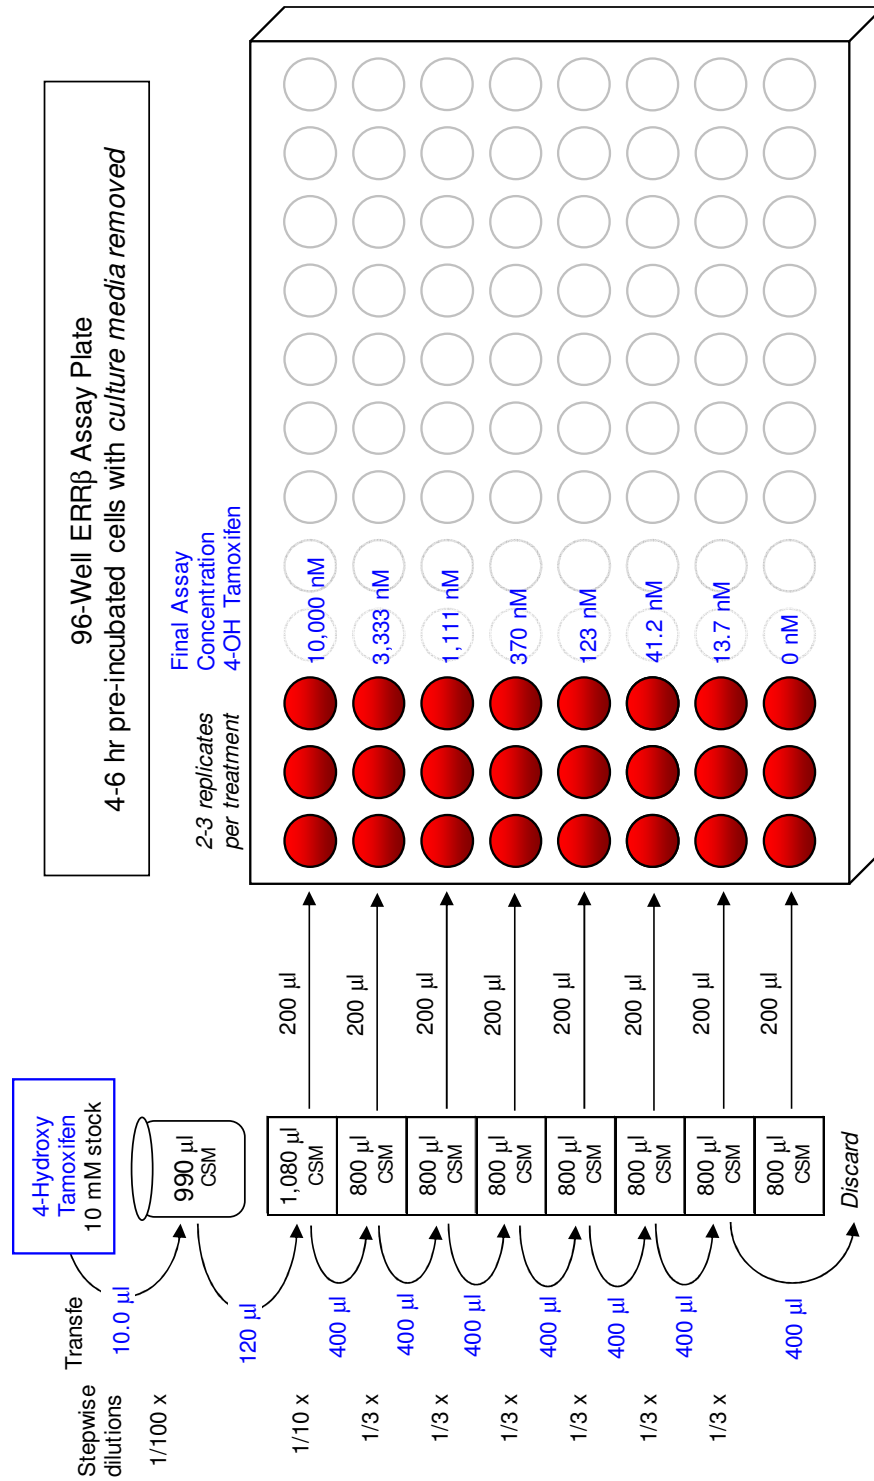 96-Well ERRβ Assay Plate
4-6 hr pre-incubated cells with culture media removed
4-Hydroxy
Tamoxifen
10 mM stock
Stepwise
dilutions
Transfe
2-3 replicates
per treatment
Final Assay
Concentration
4-OH Tamoxifen
1/100 x
10.0 µl
990 µl
CSM
120 µl
1/10 x
1,080 µl
CSM
200 µl
10,000 nM
400 µl
1/3 x
800 µl
CSM
200 µl
3,333 nM
400 µl
1/3 x
800 µl
CSM
200 µl
1,111 nM
400 µl
1/3 x
800 µl
CSM
200 µl
370 nM
400 µl
1/3 x
800 µl
CSM
200 µl
123 nM
400 µl
1/3 x
800 µl
CSM
200 µl
41.2 nM
400 µl
1/3 x
800 µl
CSM
200 µl
13.7 nM
400 µl
800 µl
CSM
200 µl
0 nM
Discard